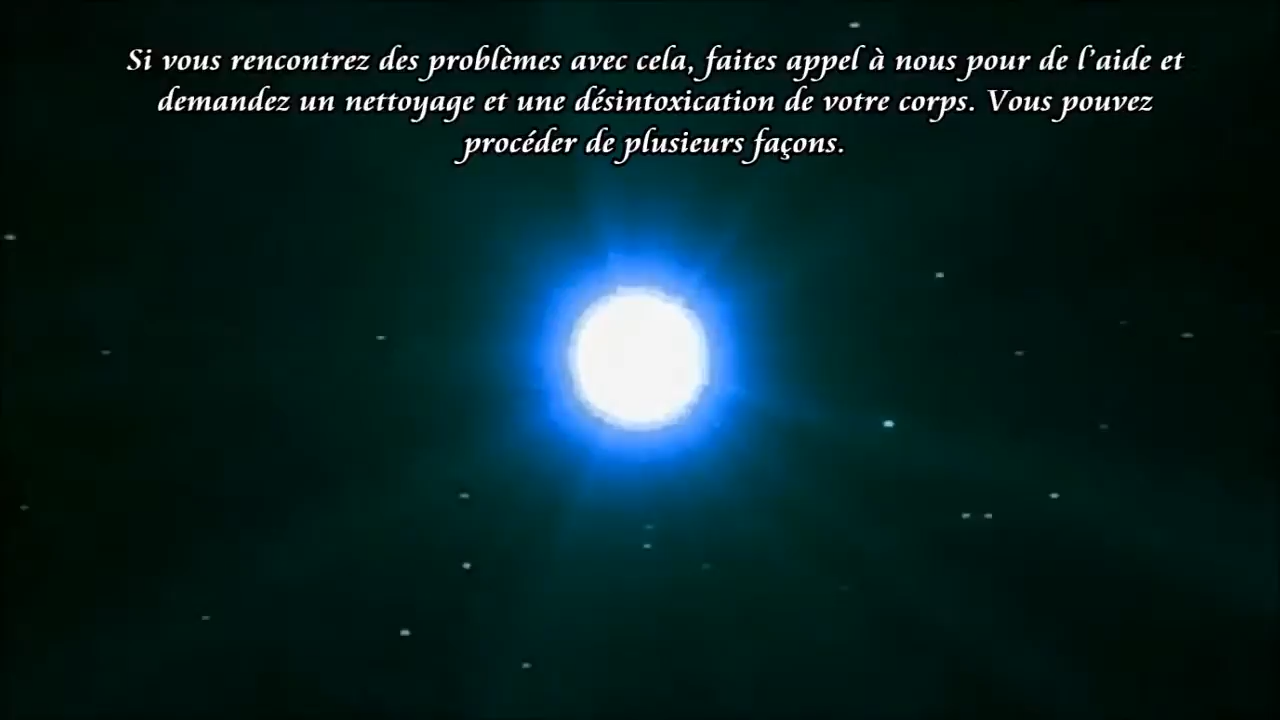 Si vous rencontrez des problèmes avec cela, faites appel à nous pour de l'aide et
demandez un nettoyage et une désintoxication de votre corps. Vous pouvez
procéder de plusieurs façons.